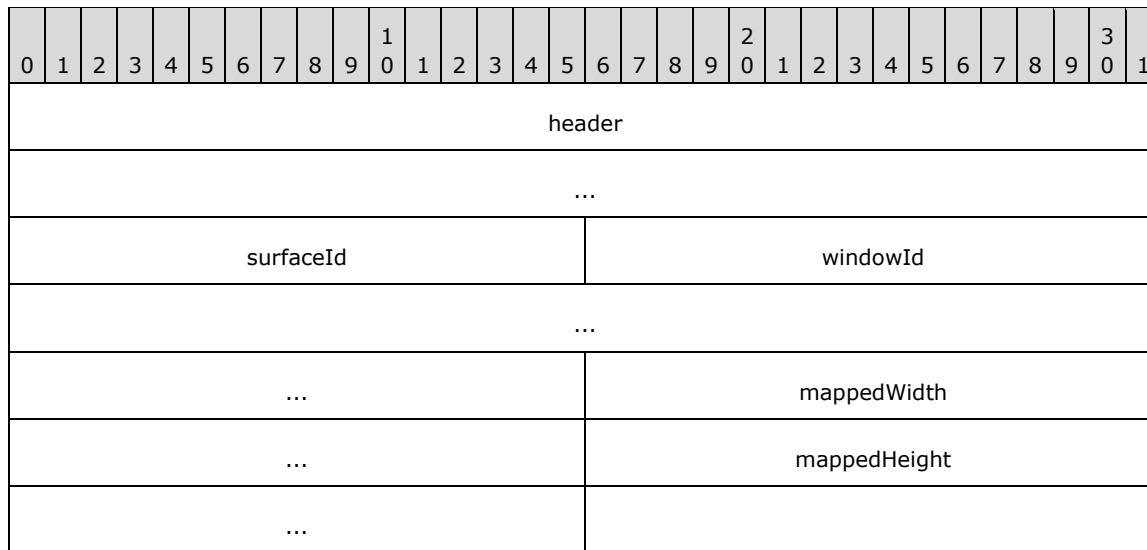 1 2 3
0 1 2 3 4 5 6 7 8 9 0 1 2 3 4 5 6 7 8 9 0 1 2 3 4 5 6 7 8 9 0 1
header
...
surfaceId windowId
...
... mappedWidth
... mappedHeight
...